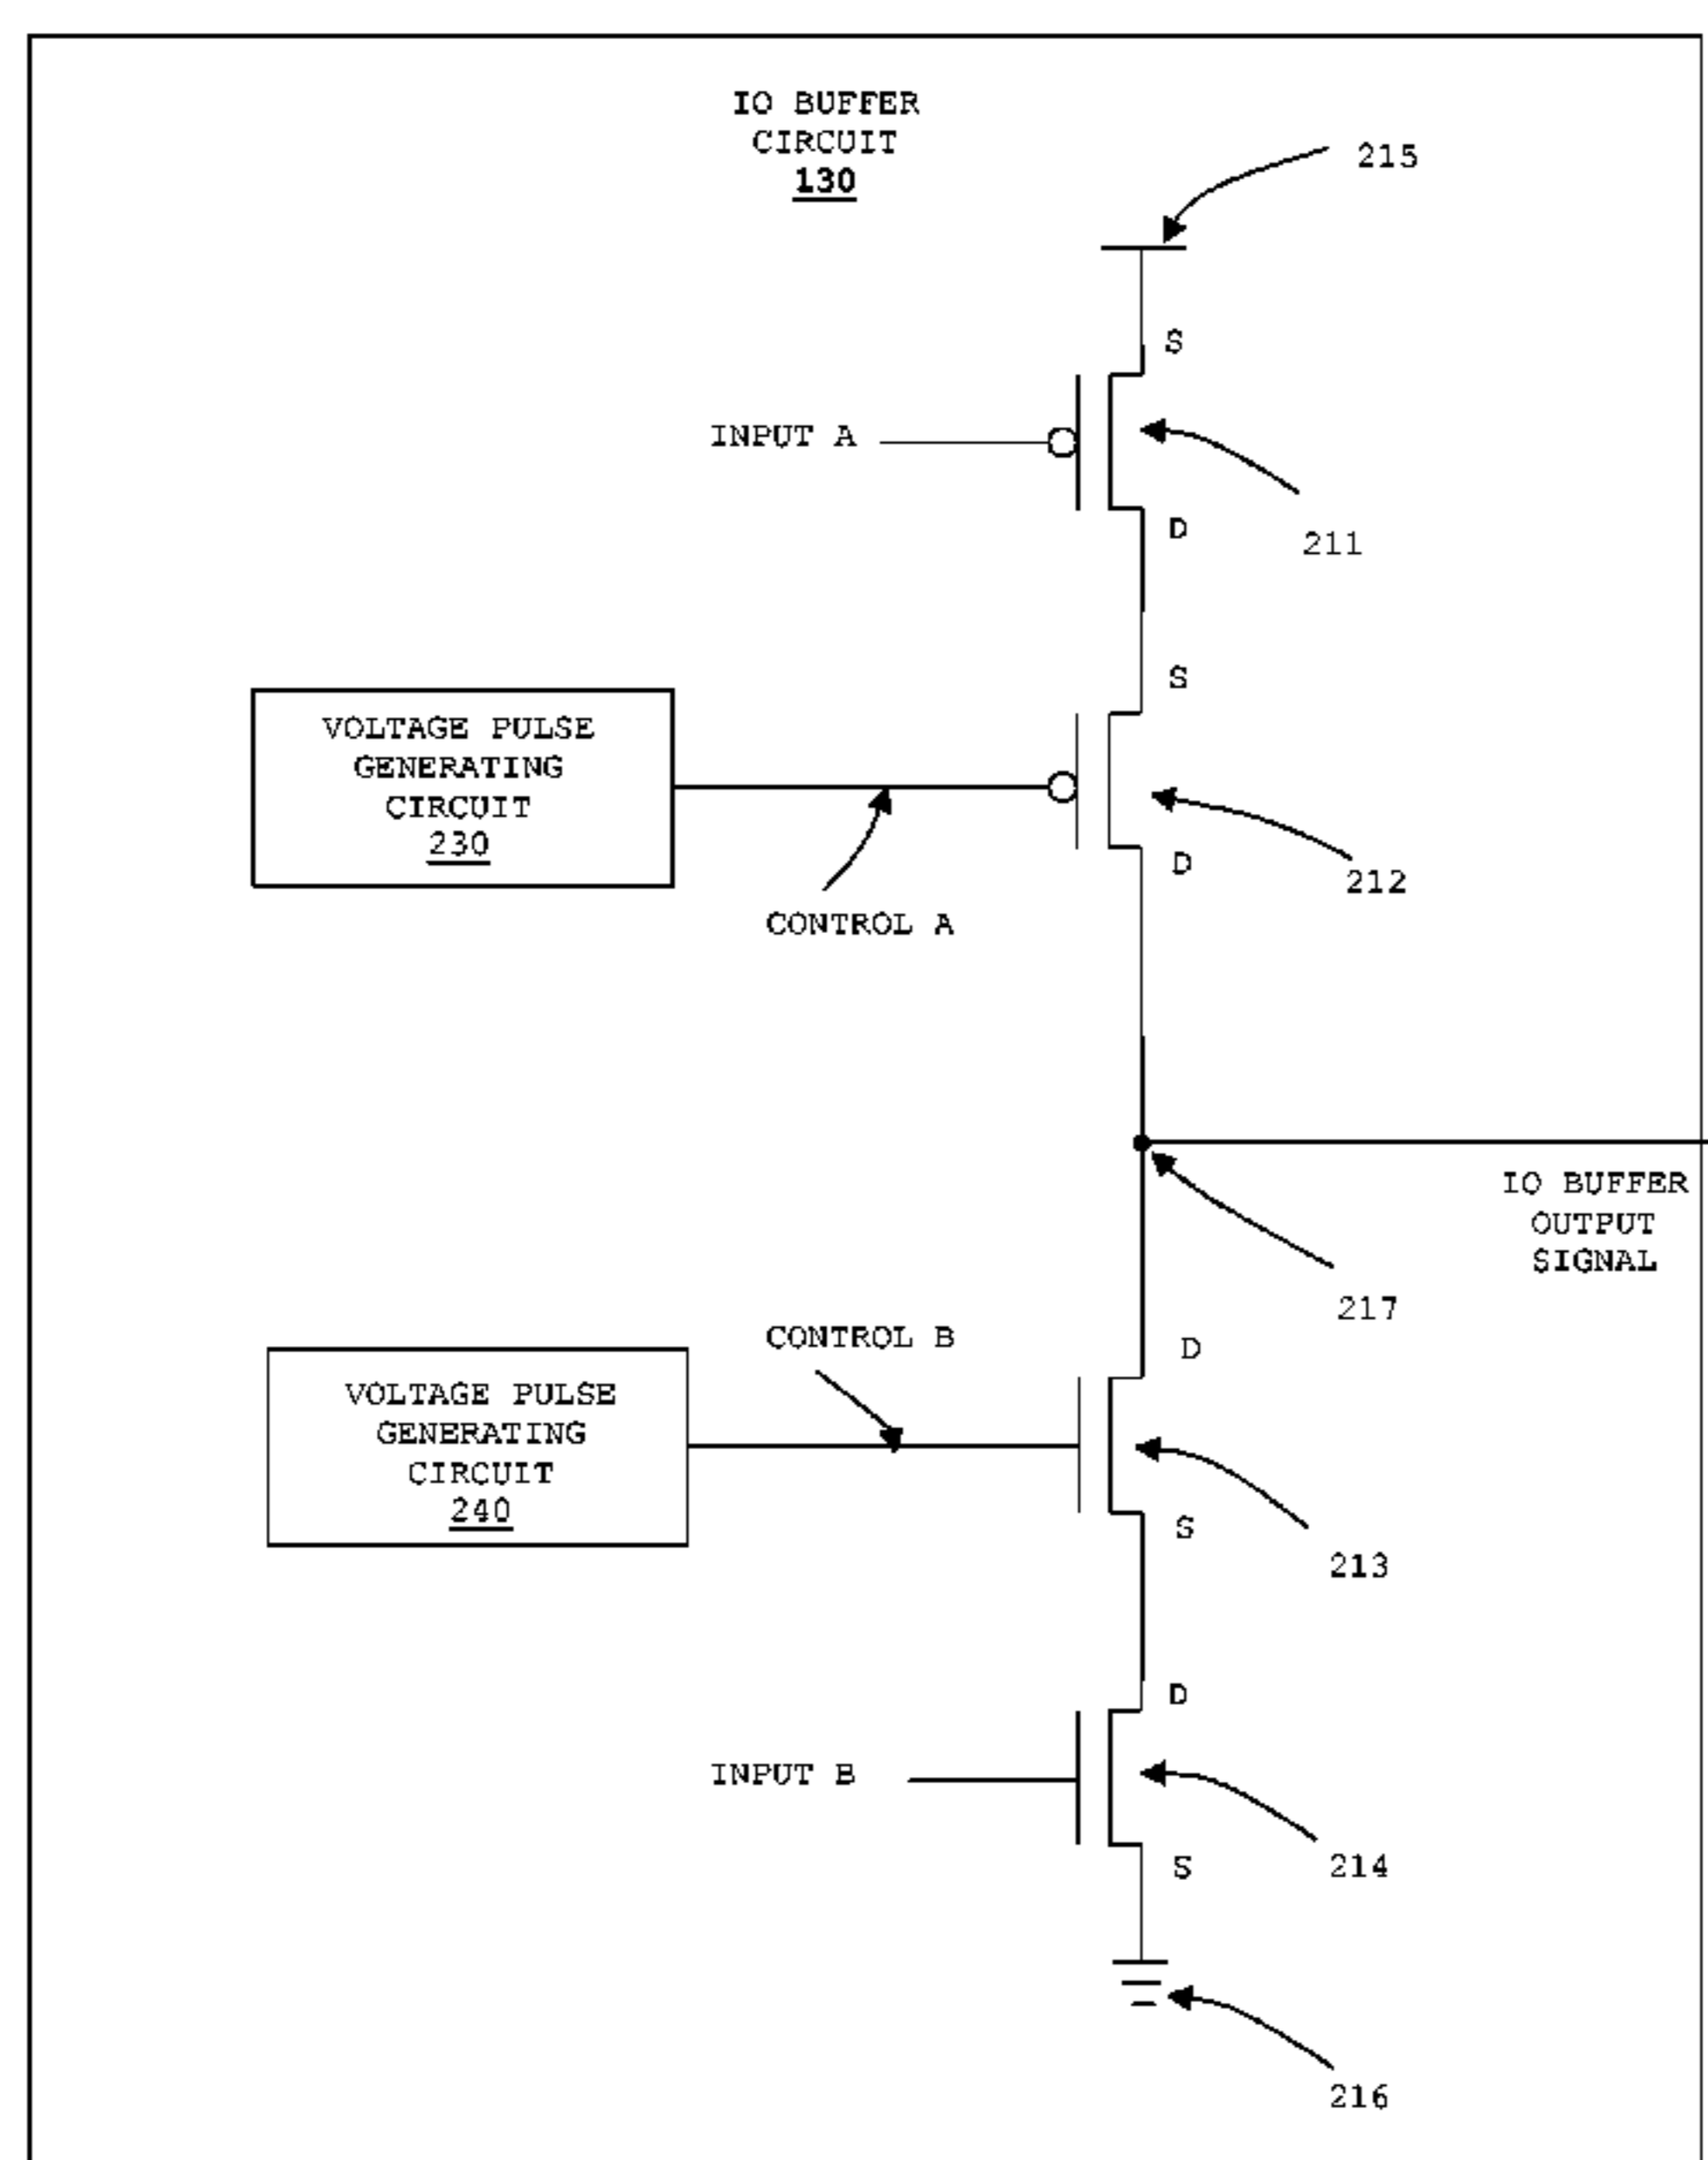 IO BUFFER
CIRCUIT
130
215
S
INPUT A
D
211
S
VOLTAGE PULSE
GENERATING
CIRCUIT
230
D
212
CONTROL A
IO BUFFER
OUTPUT
SIGNAL
217
CONTROL B
D
VOLTAGE PULSE
GENERATING
CIRCUIT
240
S
213
D
INPUT B
S
214
216